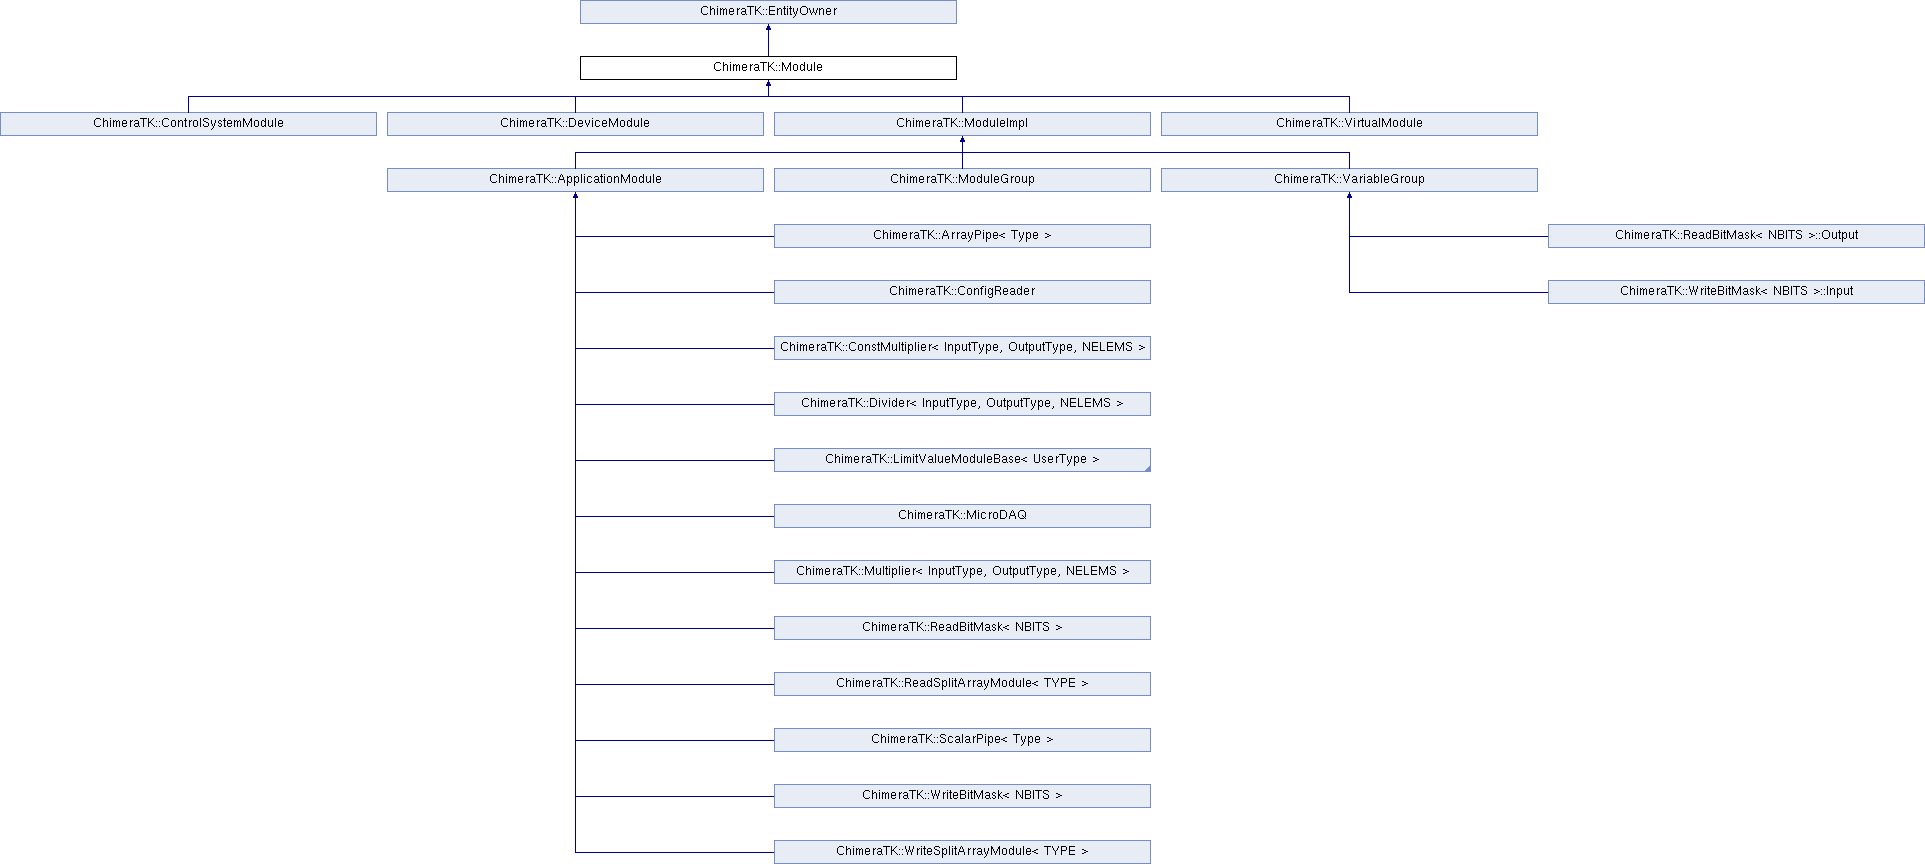 ChimeraTK::EntityOwner
ChimeraTK::Module
ChimeraTK::ControlSystemModule
ChimeraTK::DeviceModule
ChimeraTK::ModuleImpl
ChimeraTK::VirtualModule
ChimeraTK::ApplicationModule
ChimeraTK::ModuleGroup
ChimeraTK::VariableGroup
ChimeraTK::ArrayPipe< Type >
ChimeraTK::ReadBitMask< NBITS >::Output
ChimeraTK::ConfigReader
ChimeraTK::WriteBitMask< NBITS >::Input
ChimeraTK::ConstMultiplier< InputType, OutputType, NELEMS >
ChimeraTK::Divider< InputType, OutputType, NELEMS >
ChimeraTK::LimitValueModuleBase< UserType >
ChimeraTK::MicroDAQ
ChimeraTK::Multiplier< InputType, OutputType, NELEMS >
ChimeraTK::ReadBitMask< NBITS >
ChimeraTK::ReadSplitArrayModule< TYPE >
ChimeraTK::ScalarPipe< Type >
ChimeraTK::WriteBitMask< NBITS >
ChimeraTK::WriteSplitArrayModule< TYPE >